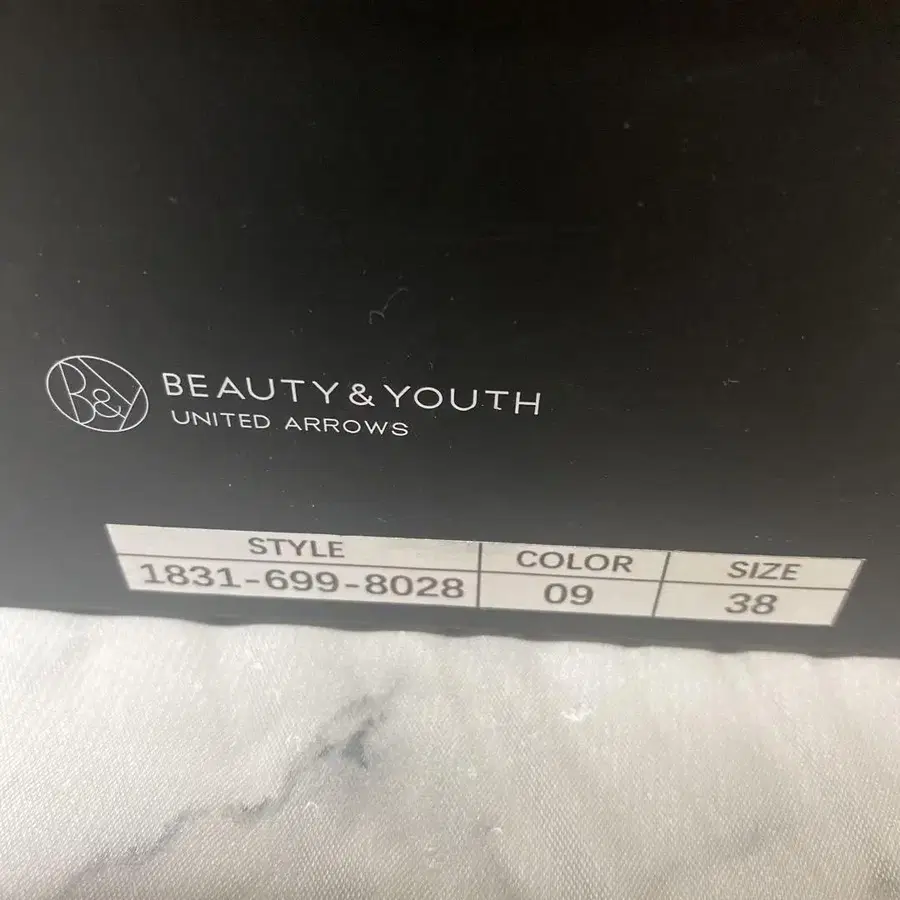 B&Y
BEAUTY & YOUTH
UNITED ARROWS
STYLE COLOR SIZE
1831-699-8028 09 38